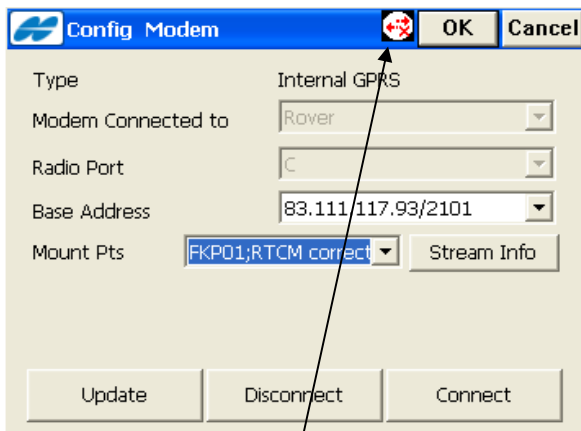 Config Modem OK Cancel
Type Internal GPRS
Modem Connected to Rover
Radio Port C
Base Address 83.111.117.93/2101
Mount Pts FKP01;RTCM correct Stream Info
Update Disconnect Connect